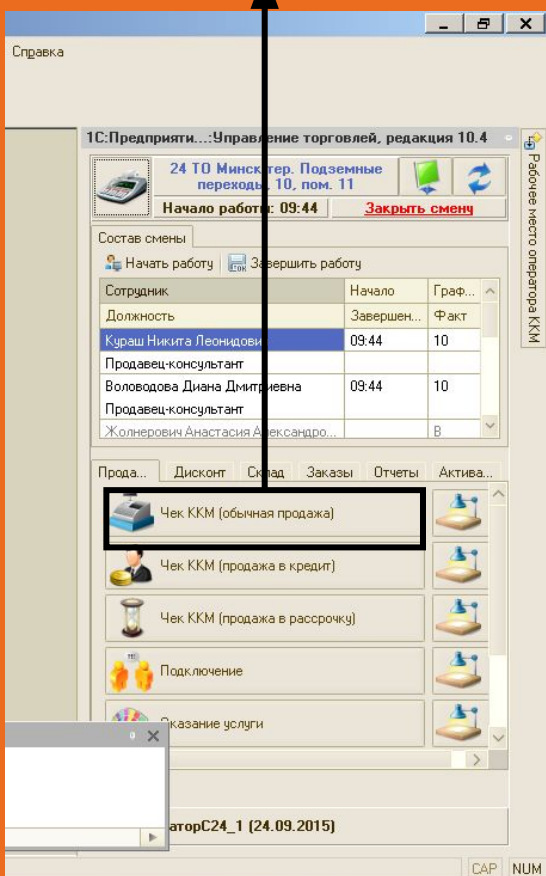 Справка
1С:Предприяти...:Управление торговлей, редакция 10.4
24 ТО Минск, тер. Подземные
переходы, 10, пом. 11
Начало работы: 09:44 Закрыть смену
Рабочее место оператора ККМ
Состав смены
Начать работу Завершить работу
Сотрудник Начало Граф...
Должность Завершен... Факт
Кураш Никита Леонидович 09:44 10
Продавец-консультант
Воловодова Диана Дмитриевна 09:44 10
Продавец-консультант
Жолнерович Анастасия Александро... В
Прода... Дисконт Склад Заказы Отчеты Актива...
Чек ККМ (обычная продажа)
Чек ККМ (продажа в кредит)
Чек ККМ (продажа в рассрочку)
Подключение
казание услуги
аторС24_1 (24.09.2015)
CAP NUM